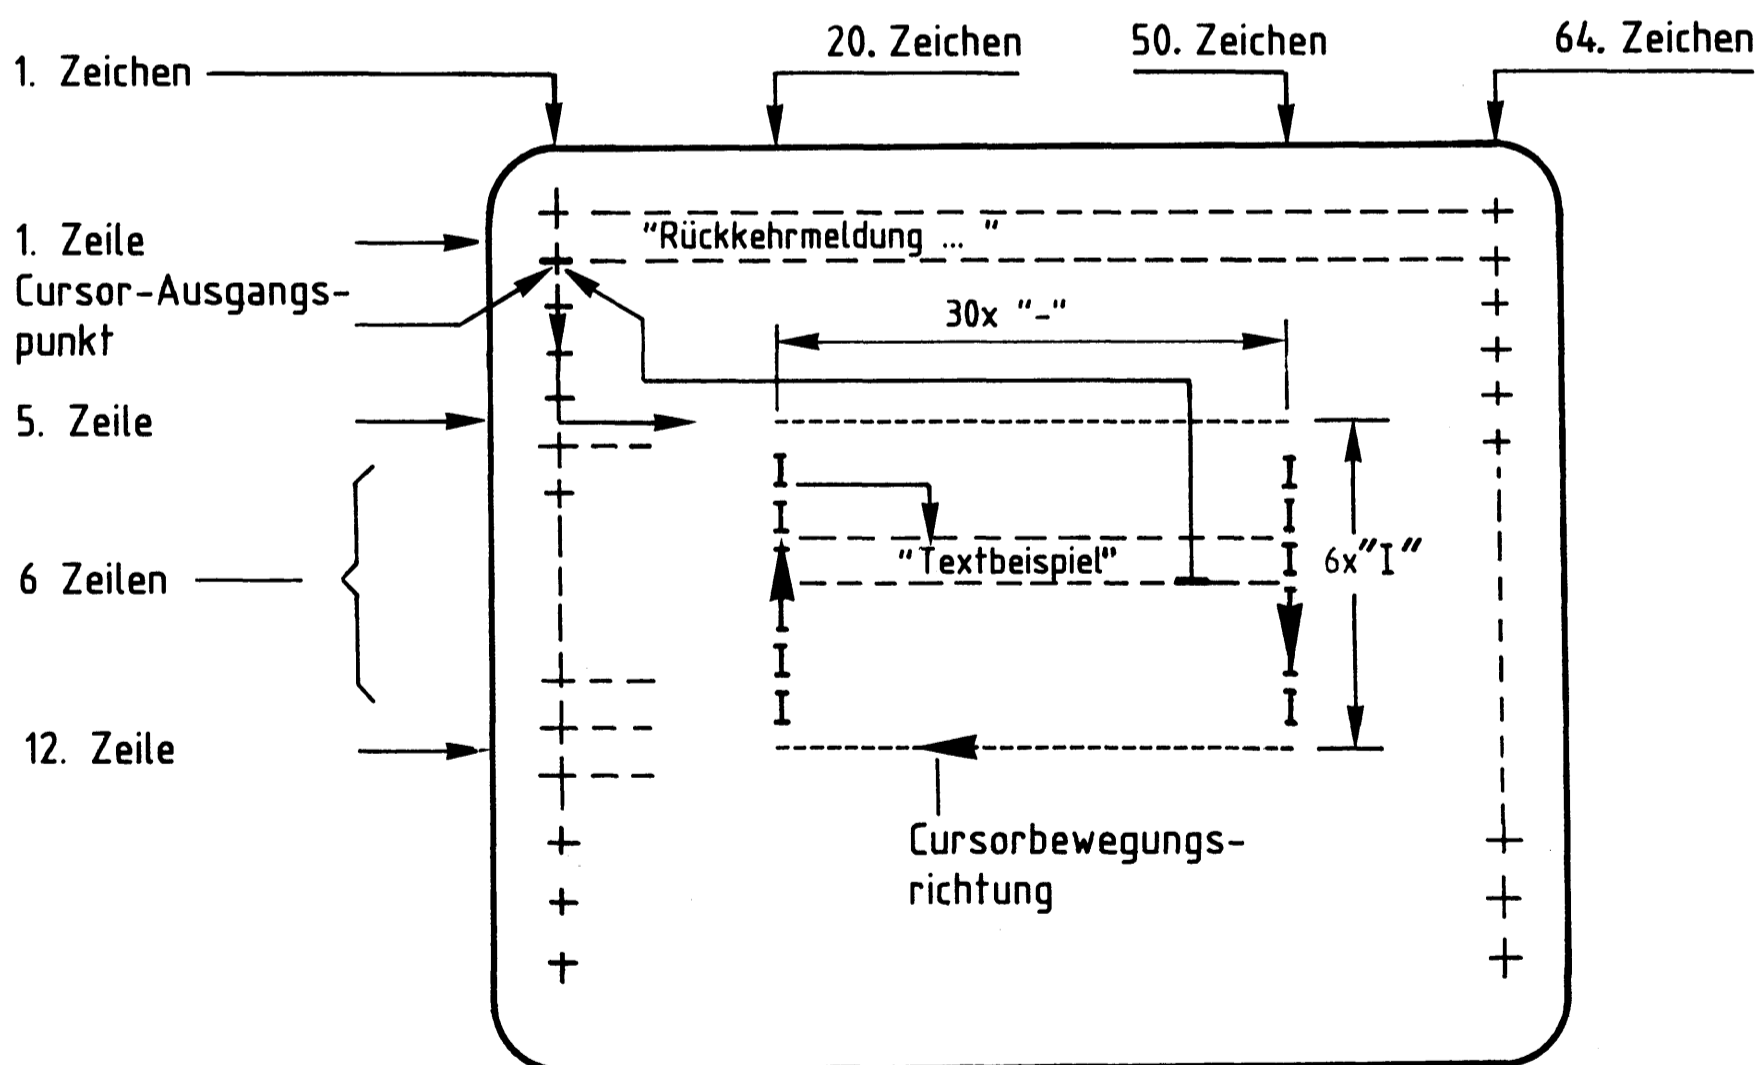 20. Zeichen
50. Zeichen
64. Zeichen
1. Zeichen
1. Zeile
"Rückkehrmeldung ... "
Cursor-Ausgangs-
punkt
30x "-"
5. Zeile
I I
I I
"Textbeispiel"
I
6x"I"
6 Zeilen
I
I I
12. Zeile
Cursorbewegungs-
richtung